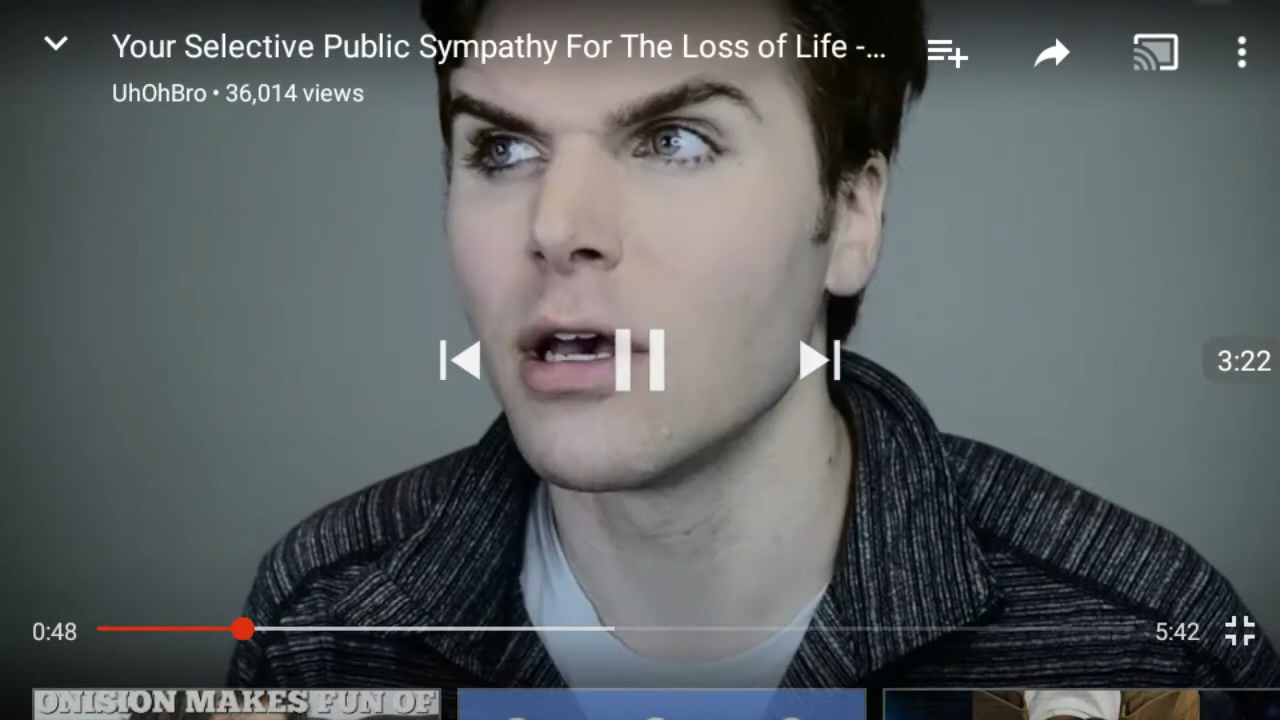 Your Selective Public Sympathy For The Loss of Life -...
UhOhBro • 36,014 views
3:22
0:48
5:42
ONISION MAKES FUN OF